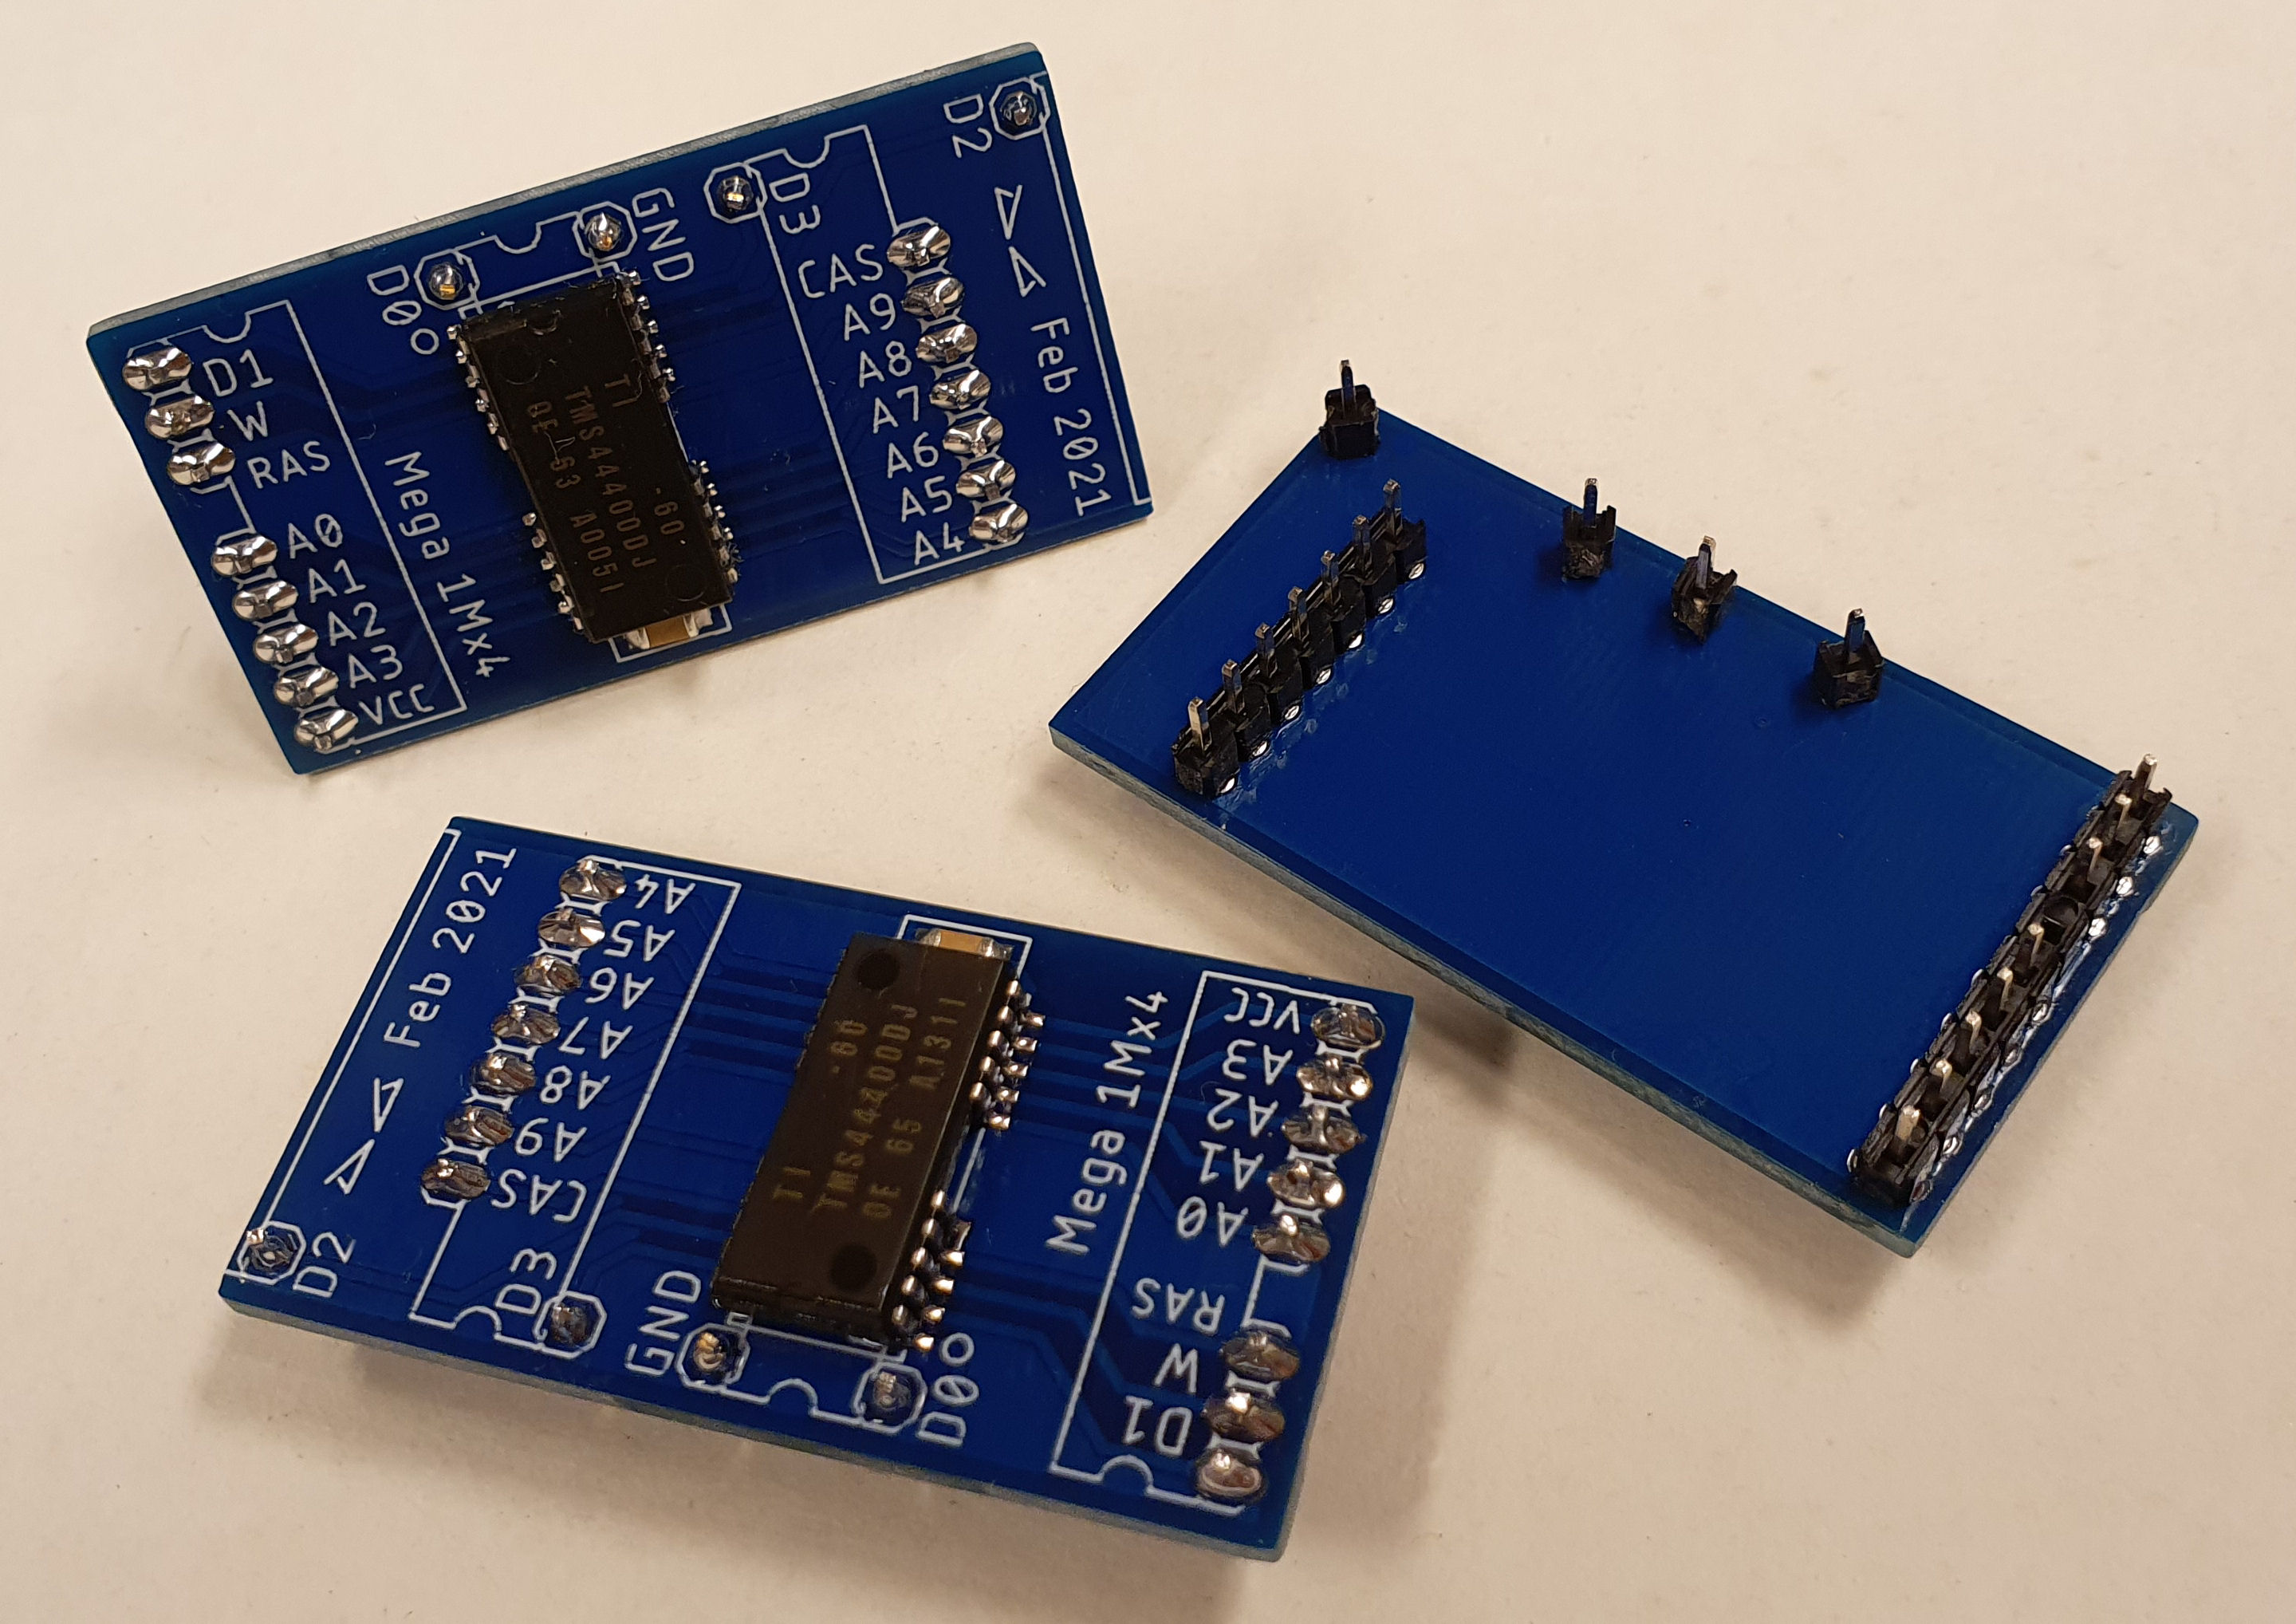 D2
D3
GND
D0
D1
W
RAS
A0
A1
A2
A3
VCC
Mega 1Mx4
TI -60
TMS44400DJ
CAS
A9
A8
A7
A6
A5
A4
Feb 2021
Feb 2021
A4
A5
A6
A7
A8
A9
CAS
D2
D3
GND
D0
TI -60
TMS44400DJ
65 A1311
Mega 1Mx4
VCC
A3
A2
A1
A0
RAS
W
D1